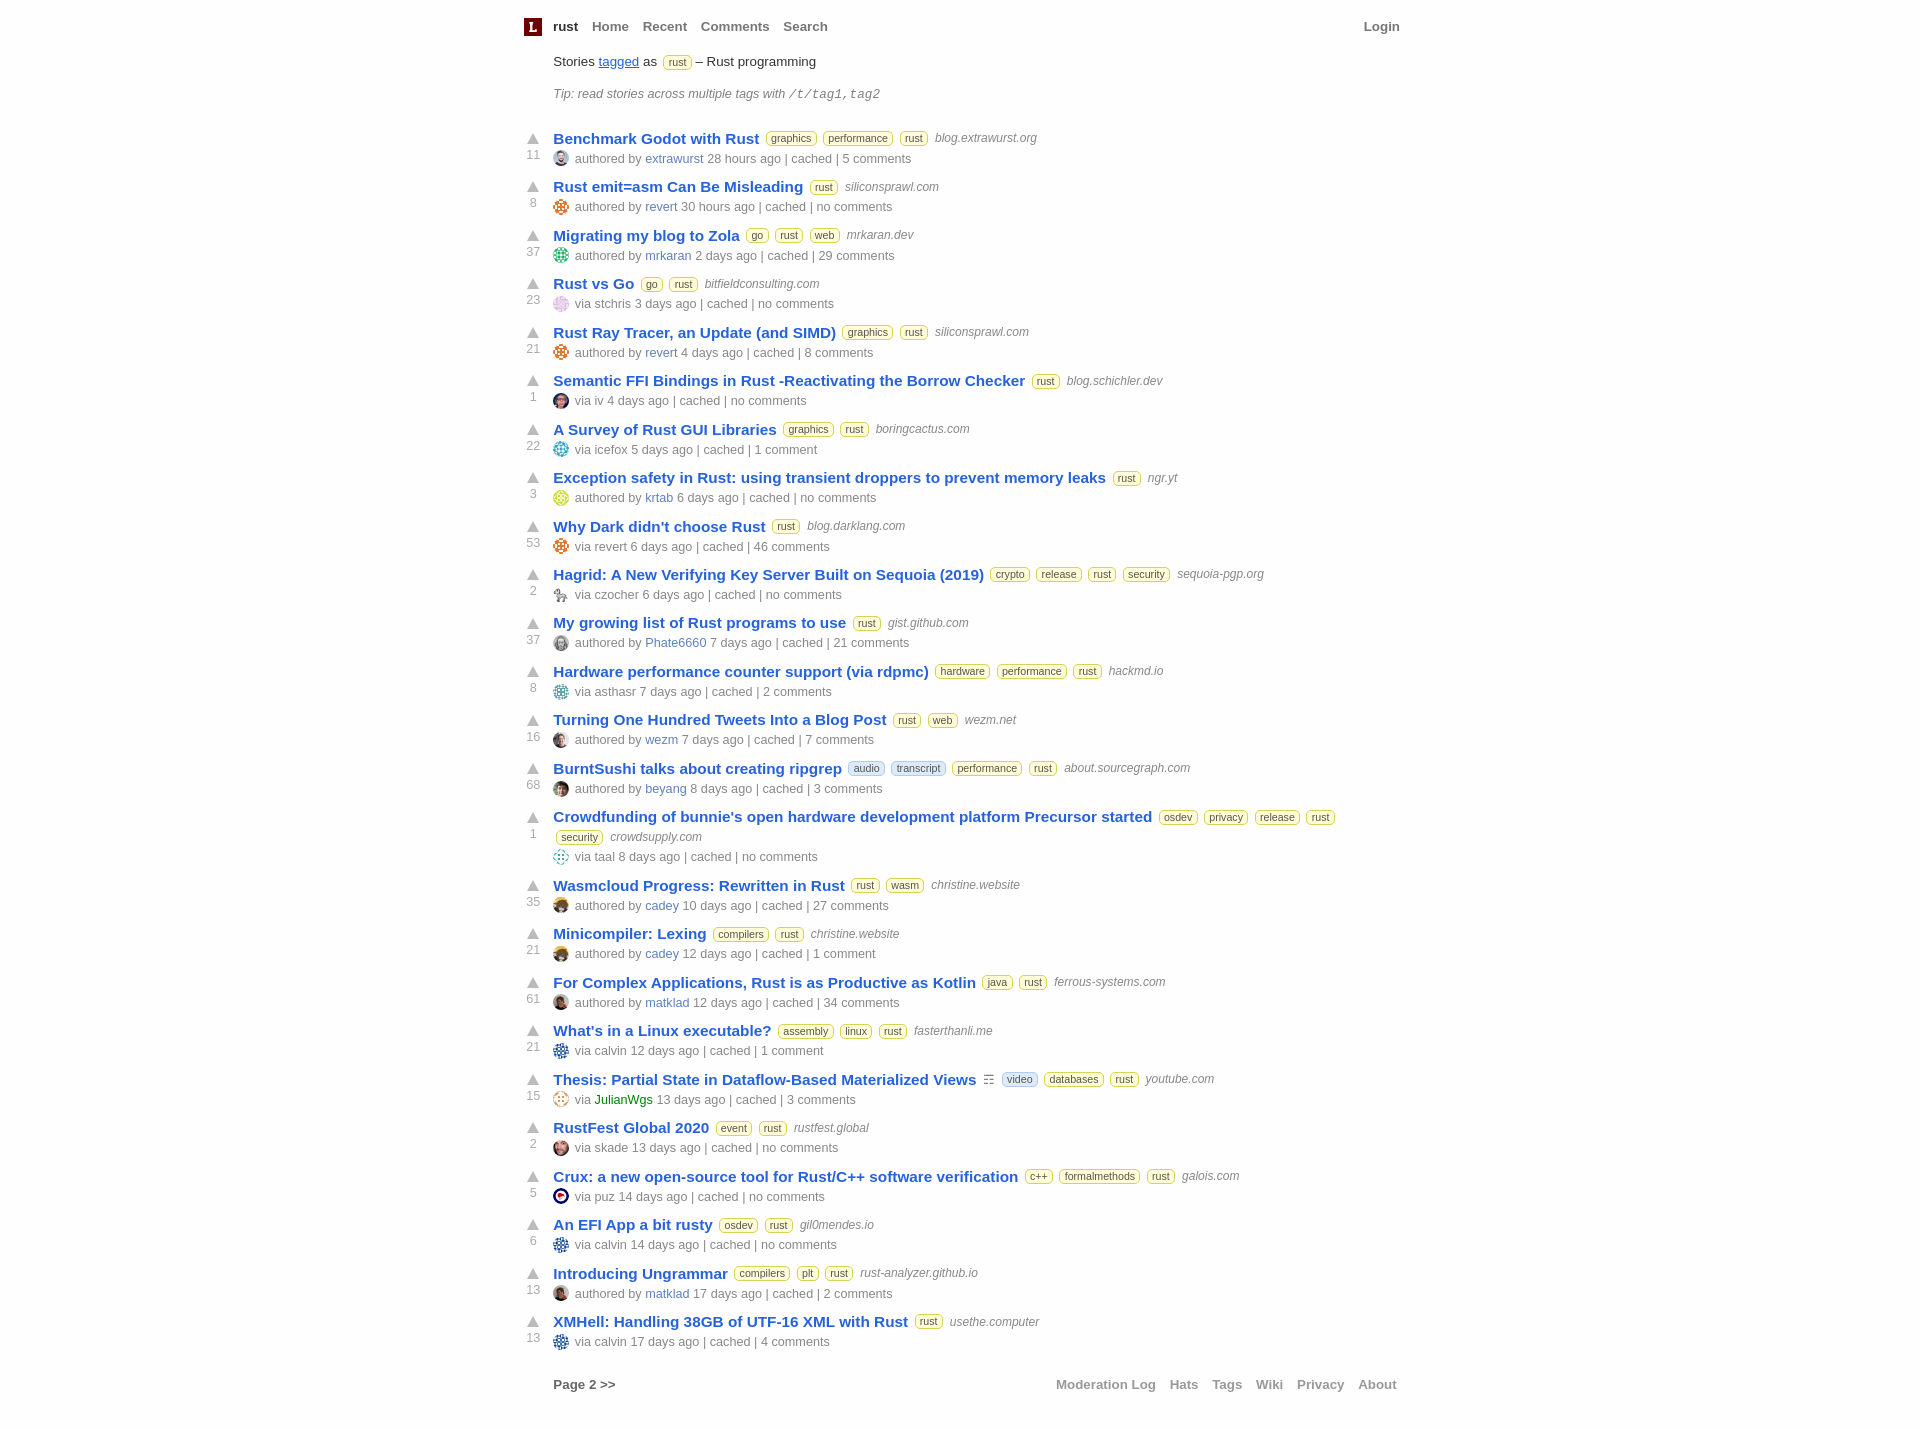 L rust Home Recent Comments Search Login
Stories tagged as rust – Rust programming
Tip: read stories across multiple tags with /t/tag1,tag2
Benchmark Godot with Rust graphics performance rust blog.extrawurst.org
11 authored by extrawurst 28 hours ago | cached | 5 comments
Rust emit=asm Can Be Misleading rust siliconsprawl.com
8 authored by revert 30 hours ago | cached | no comments
Migrating my blog to Zola go rust web mrkaran.dev
37 authored by mrkaran 2 days ago | cached | 29 comments
Rust vs Go go rust bitfieldconsulting.com
23 via stchris 3 days ago | cached | no comments
Rust Ray Tracer, an Update (and SIMD) graphics rust siliconsprawl.com
21 authored by revert 4 days ago | cached | 8 comments
Semantic FFI Bindings in Rust -Reactivating the Borrow Checker rust blog.schichler.dev
1 via iv 4 days ago | cached | no comments
A Survey of Rust GUI Libraries graphics rust boringcactus.com
22 via icefox 5 days ago | cached | 1 comment
Exception safety in Rust: using transient droppers to prevent memory leaks rust ngr.yt
3 authored by krtab 6 days ago | cached | no comments
Why Dark didn't choose Rust rust blog.darklang.com
53 via revert 6 days ago | cached | 46 comments
Hagrid: A New Verifying Key Server Built on Sequoia (2019) crypto release rust security sequoia-pgp.org
2 via czocher 6 days ago | cached | no comments
My growing list of Rust programs to use rust gist.github.com
37 authored by Phate6660 7 days ago | cached | 21 comments
Hardware performance counter support (via rdpmc) hardware performance rust hackmd.io
8 via asthasr 7 days ago | cached | 2 comments
Turning One Hundred Tweets Into a Blog Post rust web wezm.net
16 authored by wezm 7 days ago | cached | 7 comments
BurntSushi talks about creating ripgrep audio transcript performance rust about.sourcegraph.com
68 authored by beyang 8 days ago | cached | 3 comments
Crowdfunding of bunnie's open hardware development platform Precursor started osdev privacy release rust
1 security crowdsupply.com
via taal 8 days ago | cached | no comments
Wasmcloud Progress: Rewritten in Rust rust wasm christine.website
35 authored by cadey 10 days ago | cached | 27 comments
Minicompiler: Lexing compilers rust christine.website
21 authored by cadey 12 days ago | cached | 1 comment
For Complex Applications, Rust is as Productive as Kotlin java rust ferrous-systems.com
61 authored by matklad 12 days ago | cached | 34 comments
What's in a Linux executable? assembly linux rust fasterthanli.me
21 via calvin 12 days ago | cached | 1 comment
Thesis: Partial State in Dataflow-Based Materialized Views ☶ video databases rust youtube.com
15 via JulianWgs 13 days ago | cached | 3 comments
RustFest Global 2020 event rust rustfest.global
2 via skade 13 days ago | cached | no comments
Crux: a new open-source tool for Rust/C++ software verification c++ formalmethods rust galois.com
5 via puz 14 days ago | cached | no comments
An EFI App a bit rusty osdev rust gil0mendes.io
6 via calvin 14 days ago | cached | no comments
Introducing Ungrammar compilers plt rust rust-analyzer.github.io
13 authored by matklad 17 days ago | cached | 2 comments
XMHell: Handling 38GB of UTF-16 XML with Rust rust usethe.computer
13 via calvin 17 days ago | cached | 4 comments
Page 2 >> Moderation Log Hats Tags Wiki Privacy About